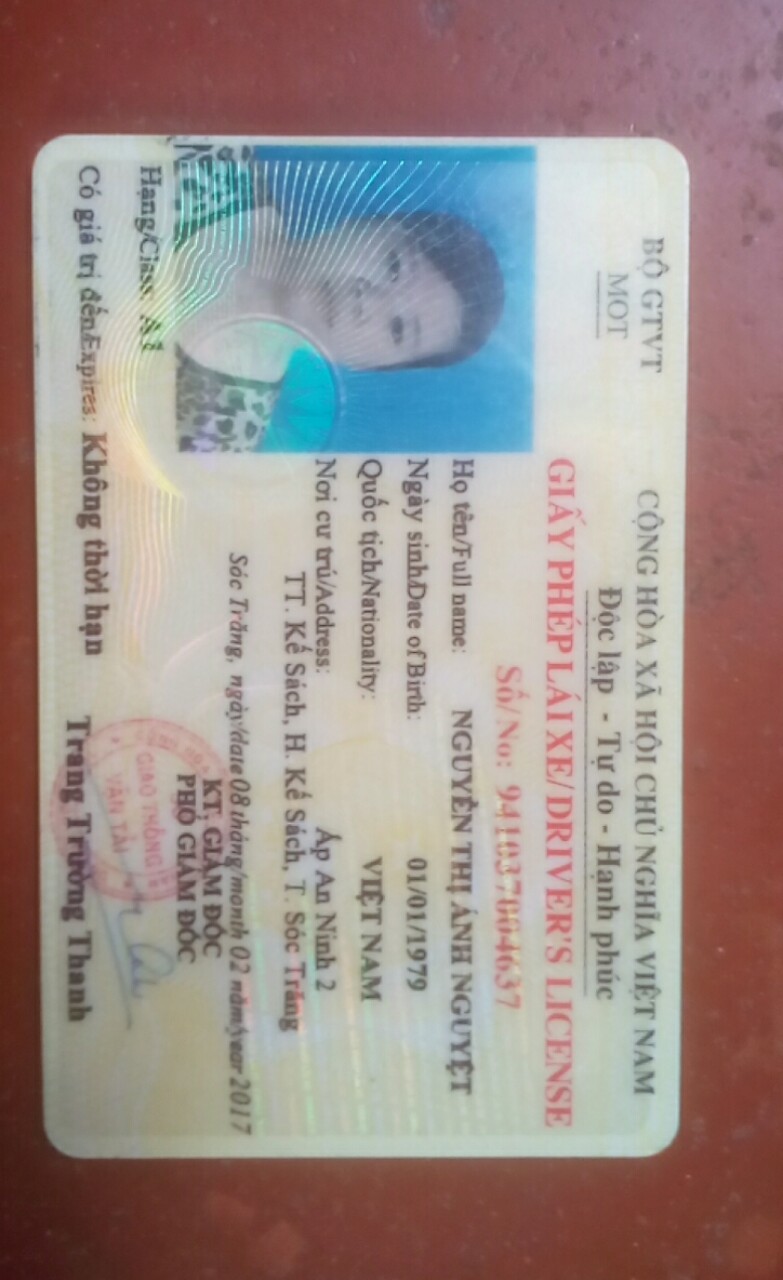 BỘ GTVT
MOT
CỘNG HÒA XÃ HỘI CHỦ NGHĨA VIỆT NAM
Độc lập - Tự do - Hạnh phúc
GIẤY PHÉP LÁI XE/DRIVER'S LICENSE
Số/No:
Họ tên/Full name: NGUYỄN THỊ ÁNH NGUYỆT
Ngày sinh/Date of Birth: 01/01/1979
Quốc tịch/Nationality: VIỆT NAM
Nơi cư trú/Address: Ấp An Ninh 2
TT. Kế Sách, H. Kế Sách, T. Sóc Trăng
Sóc Trăng, ngày/date 08 tháng/month 02 năm/year 2017
KT. GIÁM ĐỐC
PHÓ GIÁM ĐỐC
Hạng/Class: A1
Có giá trị đến/Expires: Không thời hạn
GIAO THÔNG
VẬN TẢI
Trang Trường Thanh